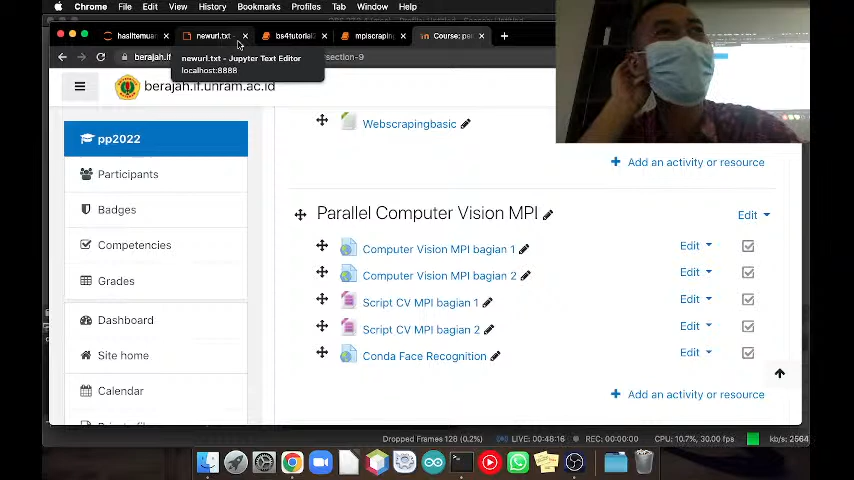 Chrome File Edit View History Bookmarks Profiles Tab Window Help
newurl.txt - bs4tutorial mpiscraping Course: pe
berajah.if section-9
newurl.txt - Jupyter Text Editor
localhost:8888
berajah.if.unram.ac.id
pp2022
Participants
Badges
Competencies
Grades
Dashboard
Site home
Calendar
Webscrapingbasic
+ Add an activity or resource
Parallel Computer Vision MPI
Edit
Computer Vision MPI bagian 1
Edit
Computer Vision MPI bagian 2
Edit
Script CV MPI bagian 1
Edit
Script CV MPI bagian 2
Edit
Conda Face Recognition
Edit
+ Add an activity or resource
Dropped Frames 128 (0.2%) LIVE: 00:48:16 REC: 00:00:00 CPU: 10.7%, 30.00 fps kb/s: 2564